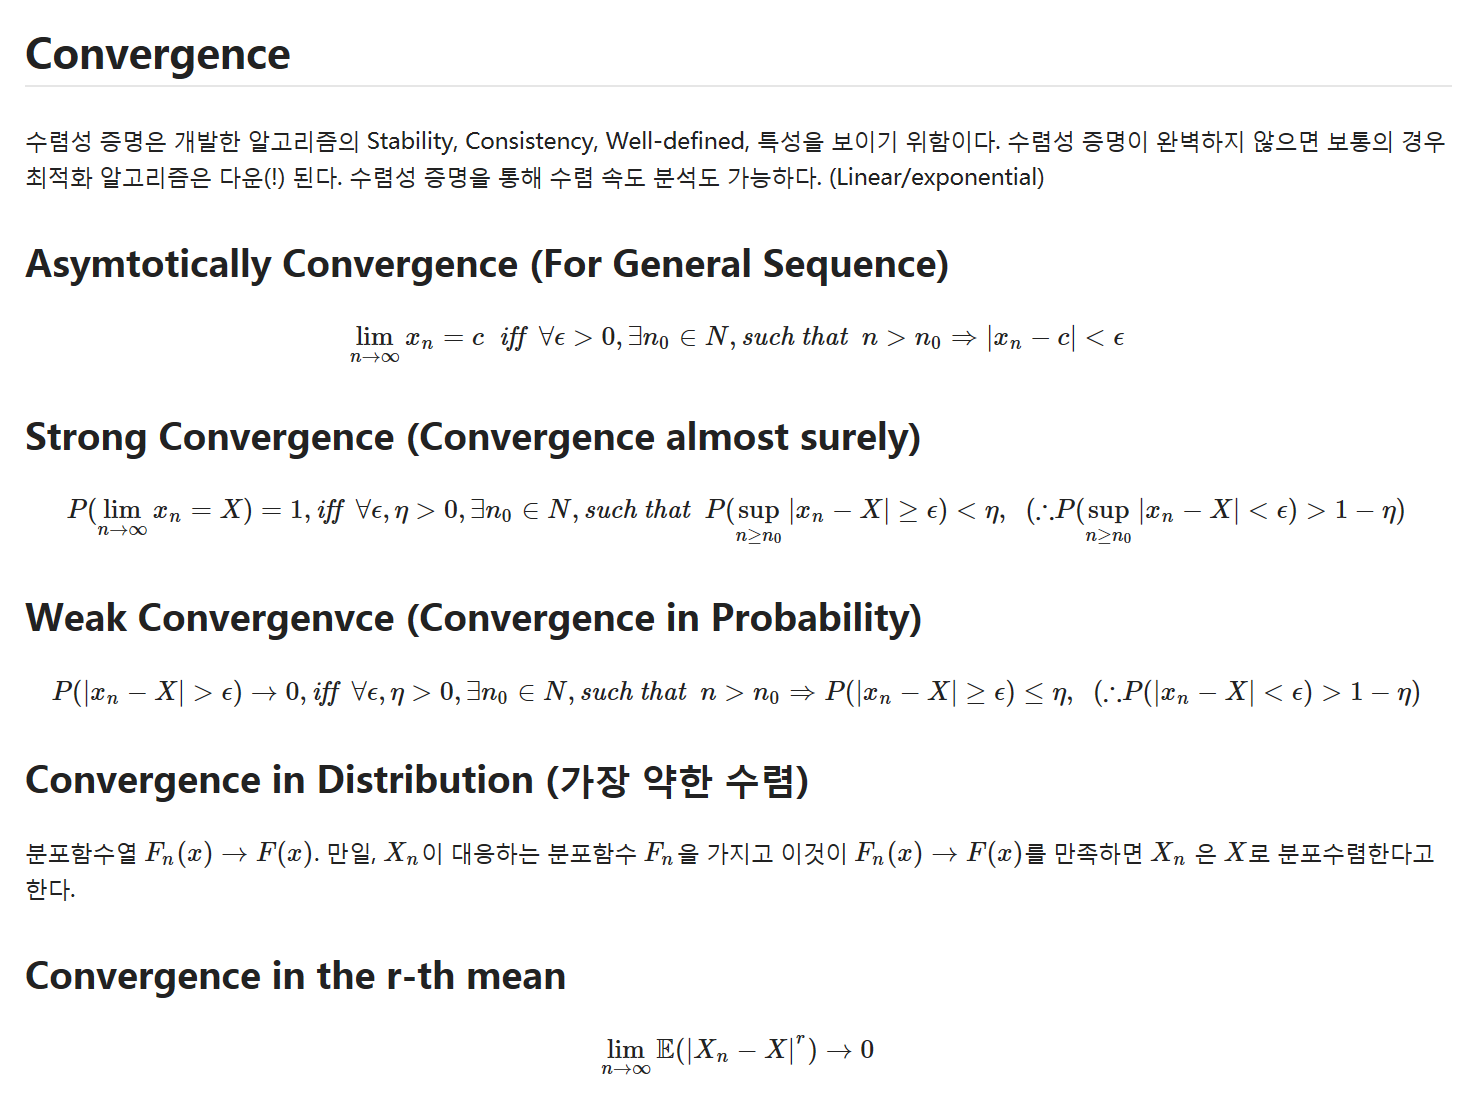 Convergence
수렴성 증명은 개발한 알고리즘의 Stability, Consistency, Well-defined, 특성을 보이기 위함이다. 수렴성 증명이 완벽하지 않으면 보통의 경우
최적화 알고리즘은 다운(!) 된다. 수렴성 증명을 통해 수렴 속도 분석도 가능하다. (Linear/exponential)
Asymtotically Convergence (For General Sequence)
$\lim_{n \to \infty} x_n = c \;\; iff \;\; \forall \epsilon > 0, \exists n_0 \in N, such \; that \;\; n > n_0 \Rightarrow |x_n - c| < \epsilon$
Strong Convergence (Convergence almost surely)
$P(\lim_{n \to \infty} x_n = X) = 1, iff \;\; \forall \epsilon, \eta > 0, \exists n_0 \in N, such \; that \;\; P(\sup_{n \geq n_0} |x_n - X| \geq \epsilon) < \eta, \;\; (\therefore P(\sup_{n \geq n_0} |x_n - X| < \epsilon) > 1 - \eta)$
Weak Convergenvce (Convergence in Probability)
$P(|x_n - X| > \epsilon) \to 0, iff \;\; \forall \epsilon, \eta > 0, \exists n_0 \in N, such \; that \;\; n > n_0 \Rightarrow P(|x_n - X| \geq \epsilon) \leq \eta, \;\; (\therefore P(|x_n - X| < \epsilon) > 1 - \eta)$
Convergence in Distribution (가장 약한 수렴)
분포함수열 $F_n(x) \to F(x)$. 만일, $X_n$이 대응하는 분포함수 $F_n$을 가지고 이것이 $F_n(x) \to F(x)$를 만족하면 $X_n$ 은 $X$로 분포수렴한다고
한다.
Convergence in the r-th mean
$\lim_{n \to \infty} \mathbb{E}(|X_n - X|^r) \to 0$